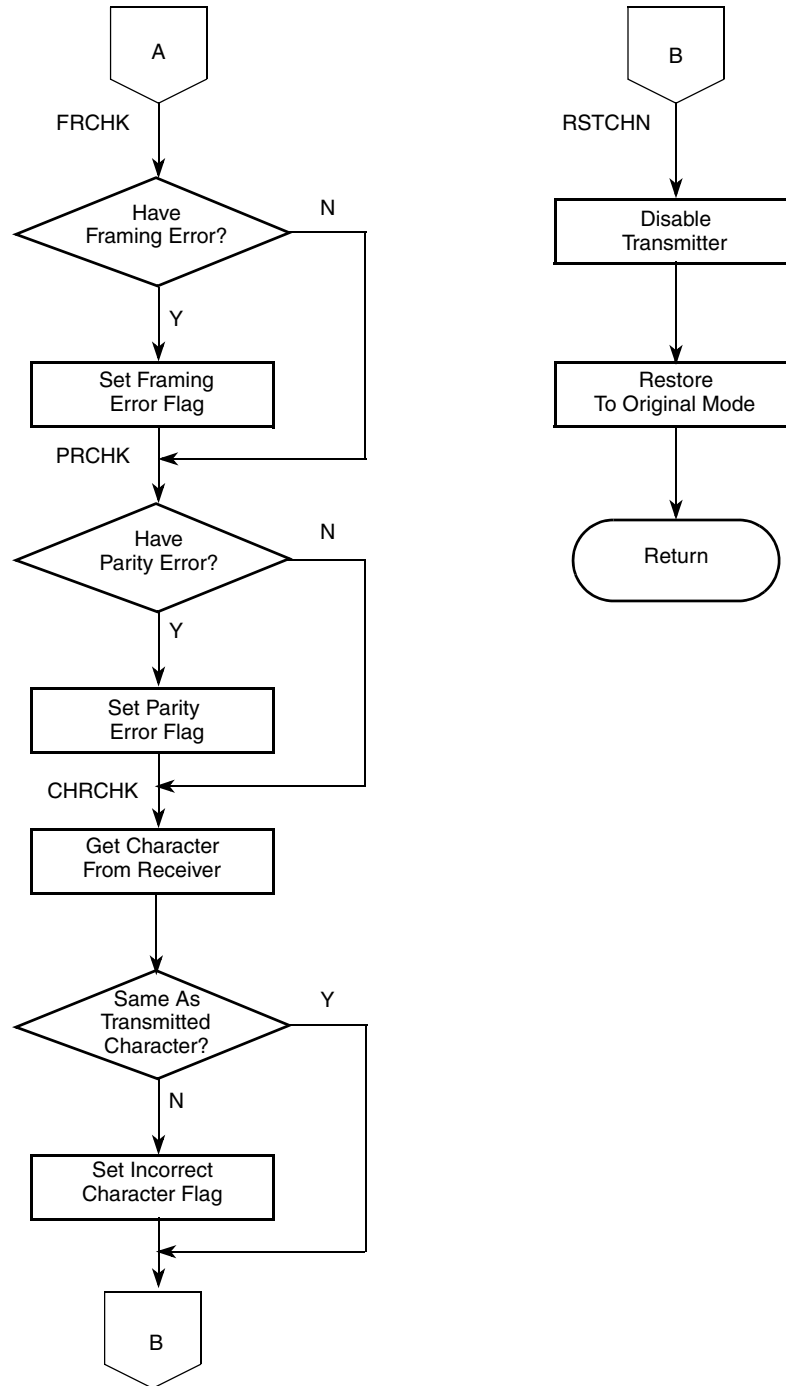 A
FRCHK
Have
Framing Error?
N
Y
Set Framing
Error Flag
PRCHK
Have
Parity Error?
N
Y
Set Parity
Error Flag
CHRCHK
Get Character
From Receiver
Same As
Transmitted
Character?
Y
N
Set Incorrect
Character Flag
B
B
RSTCHN
Disable
Transmitter
Restore
To Original Mode
Return